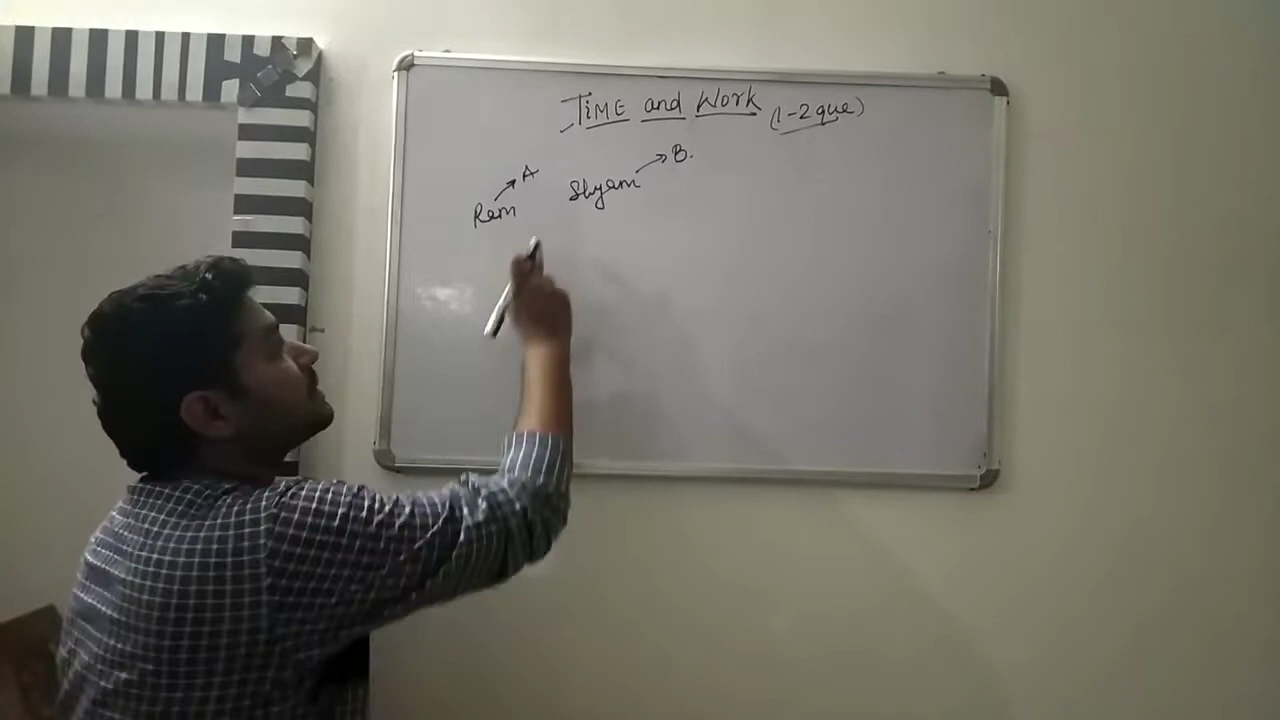 TIME and Work (1-2 que)
Ram → A
Shyam → B.